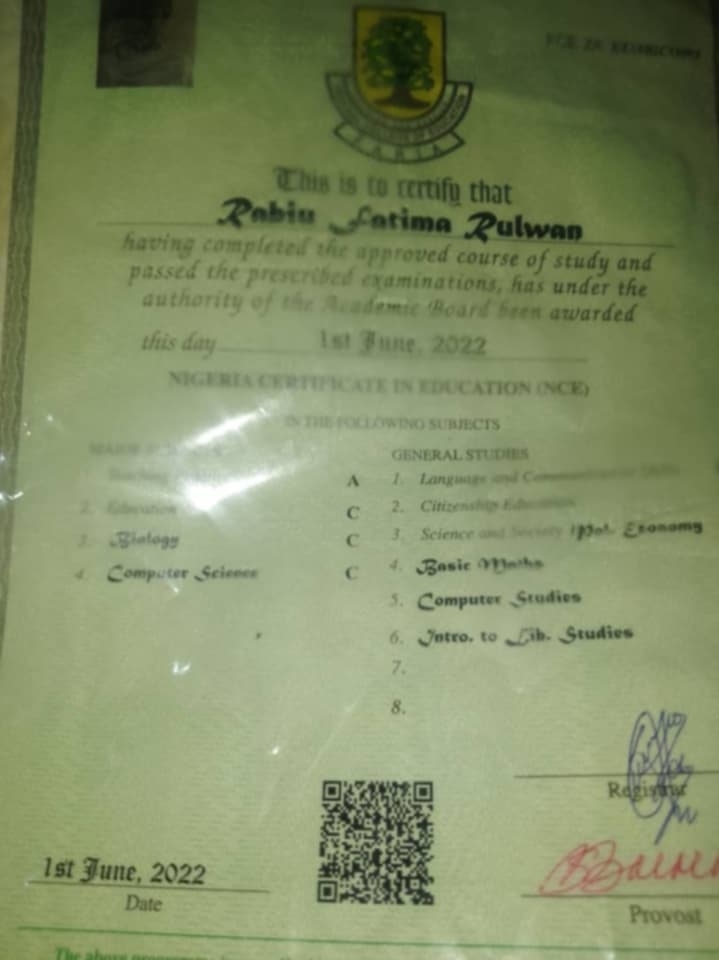 ZARIA
This is to certify that
Rabiu Fatima Rulwan
having completed the approved course of study and
passed the prescribed examinations, has under the
authority of the Academic Board been awarded
this day 1st June, 2022
NIGERIA CERTIFICATE IN EDUCATION (NCE)
IN THE FOLLOWING SUBJECTS
GENERAL STUDIES
Teaching A 1. Language and
2. Education C 2. Citizenship Education
3. Biology C 3. Science and Society Pol. Economy
4. Computer Science C 4. Basic Maths
5. Computer Studies
6. Intro. to Lib. Studies
7.
8.
Registrar
1st June, 2022
Date
Provost
The above